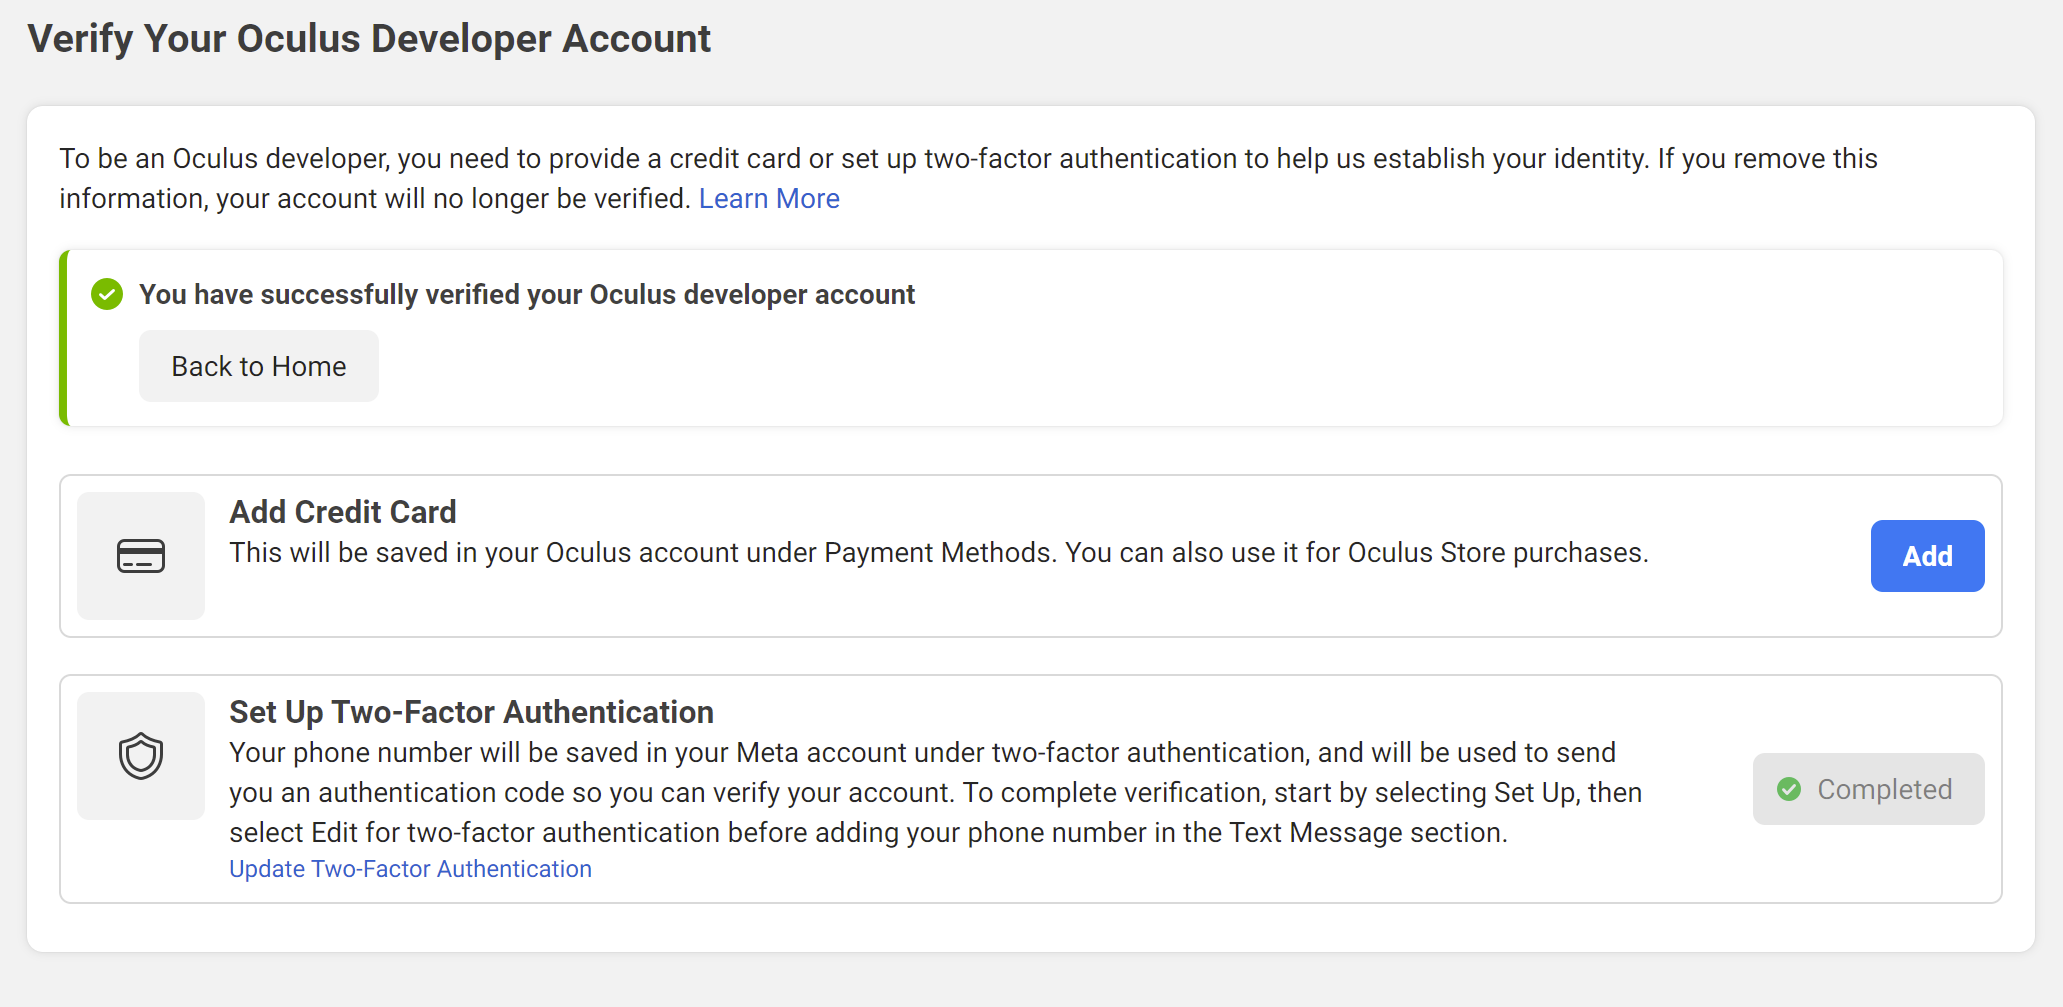 Verify Your Oculus Developer Account
To be an Oculus developer, you need to provide a credit card or set up two-factor authentication to help us establish your identity. If you remove this
information, your account will no longer be verified. Learn More
You have successfully verified your Oculus developer account
Back to Home
Add Credit Card
This will be saved in your Oculus account under Payment Methods. You can also use it for Oculus Store purchases.
Add
Set Up Two-Factor Authentication
Your phone number will be saved in your Meta account under two-factor authentication, and will be used to send
you an authentication code so you can verify your account. To complete verification, start by selecting Set Up, then
select Edit for two-factor authentication before adding your phone number in the Text Message section.
Update Two-Factor Authentication
Completed